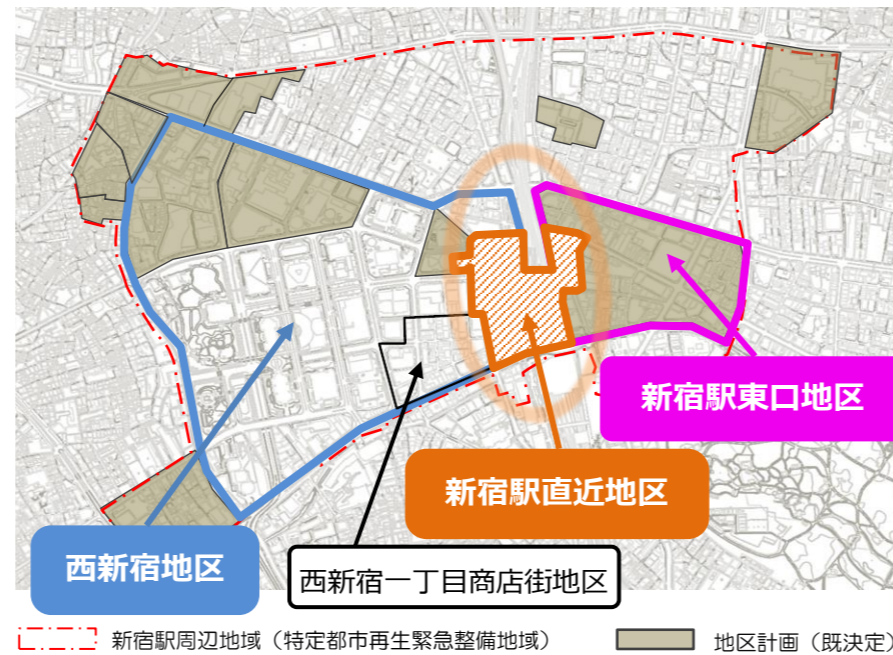 新宿駅東口地区
新宿駅直近地区
西新宿地区
西新宿一丁目商店街地区
新宿駅周辺地域（特定都市再生緊急整備地域）
地区計画（既決定）